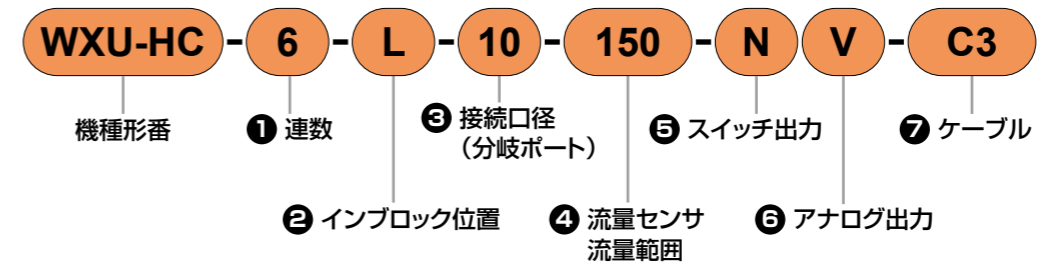 WXU-HC-6-L-10-150-NV-C3
機種形番
❶ 連数
❸ 接続口径
（分岐ポート）
❺ スイッチ出力
❼ ケーブル
❷ インブロック位置
❹ 流量センサ
流量範囲
❻ アナログ出力